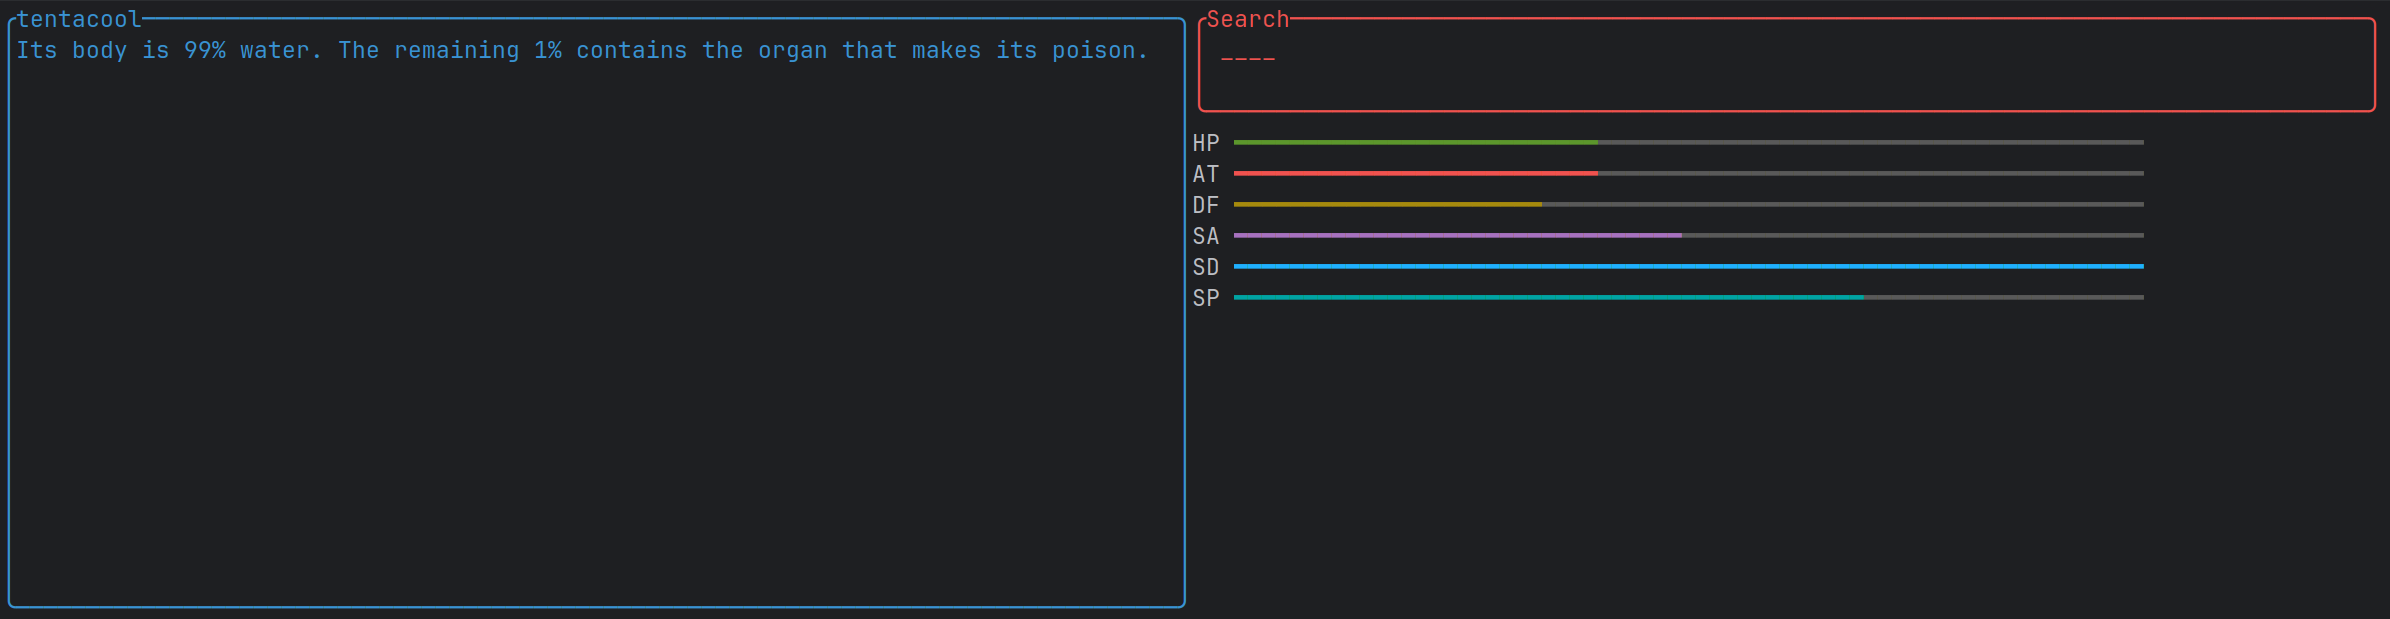 tentacool
Its body is 99% water. The remaining 1% contains the organ that makes its poison.
Search
____
HP
AT
DF
SA
SD
SP